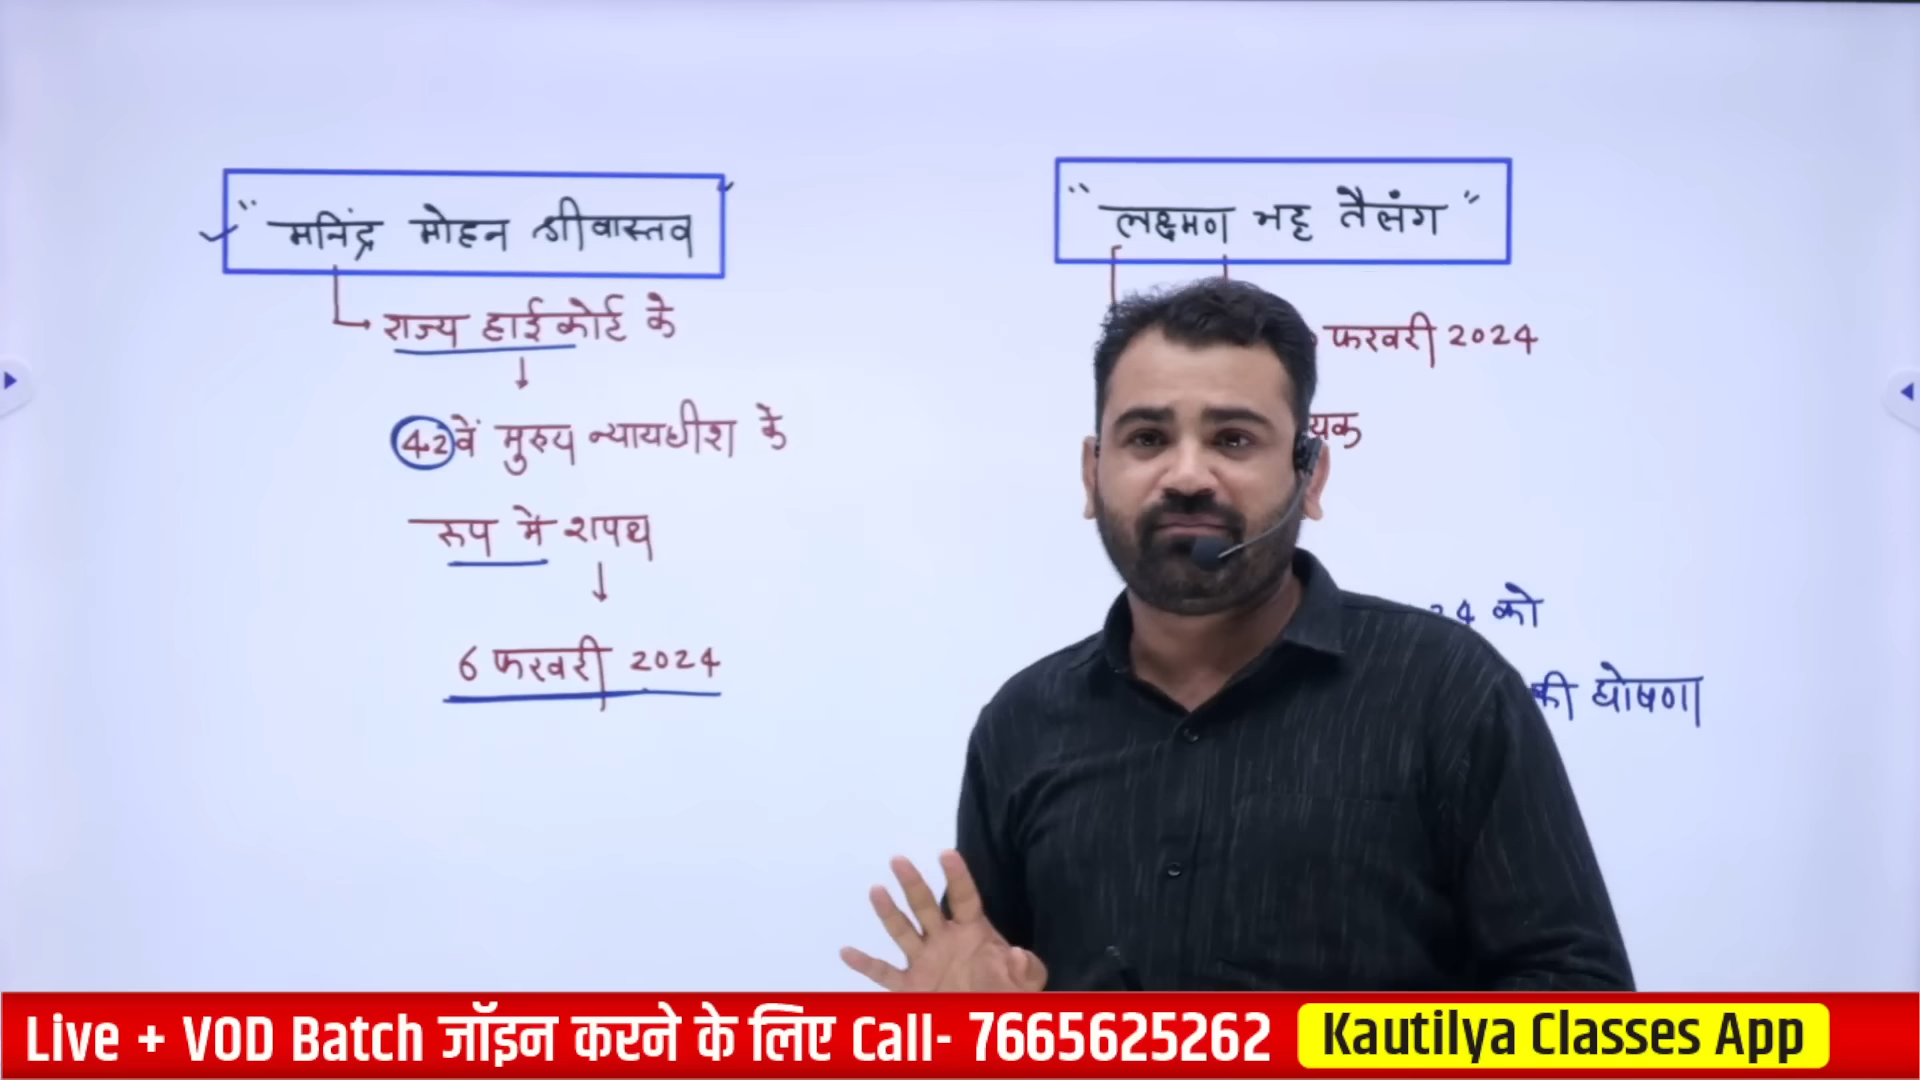 " मनिंद्र मोहन श्रीवास्तव "
राज्य हाईकोर्ट के
42वें मुख्य न्यायधीश के
रूप में शपथ
6 फरवरी 2024
" लक्ष्मण भट्ट तैलंग "
फरवरी 2024
को
की घोषणा
Live + VOD Batch जॉइन करने के लिए Call- 7665625262
Kautilya Classes App